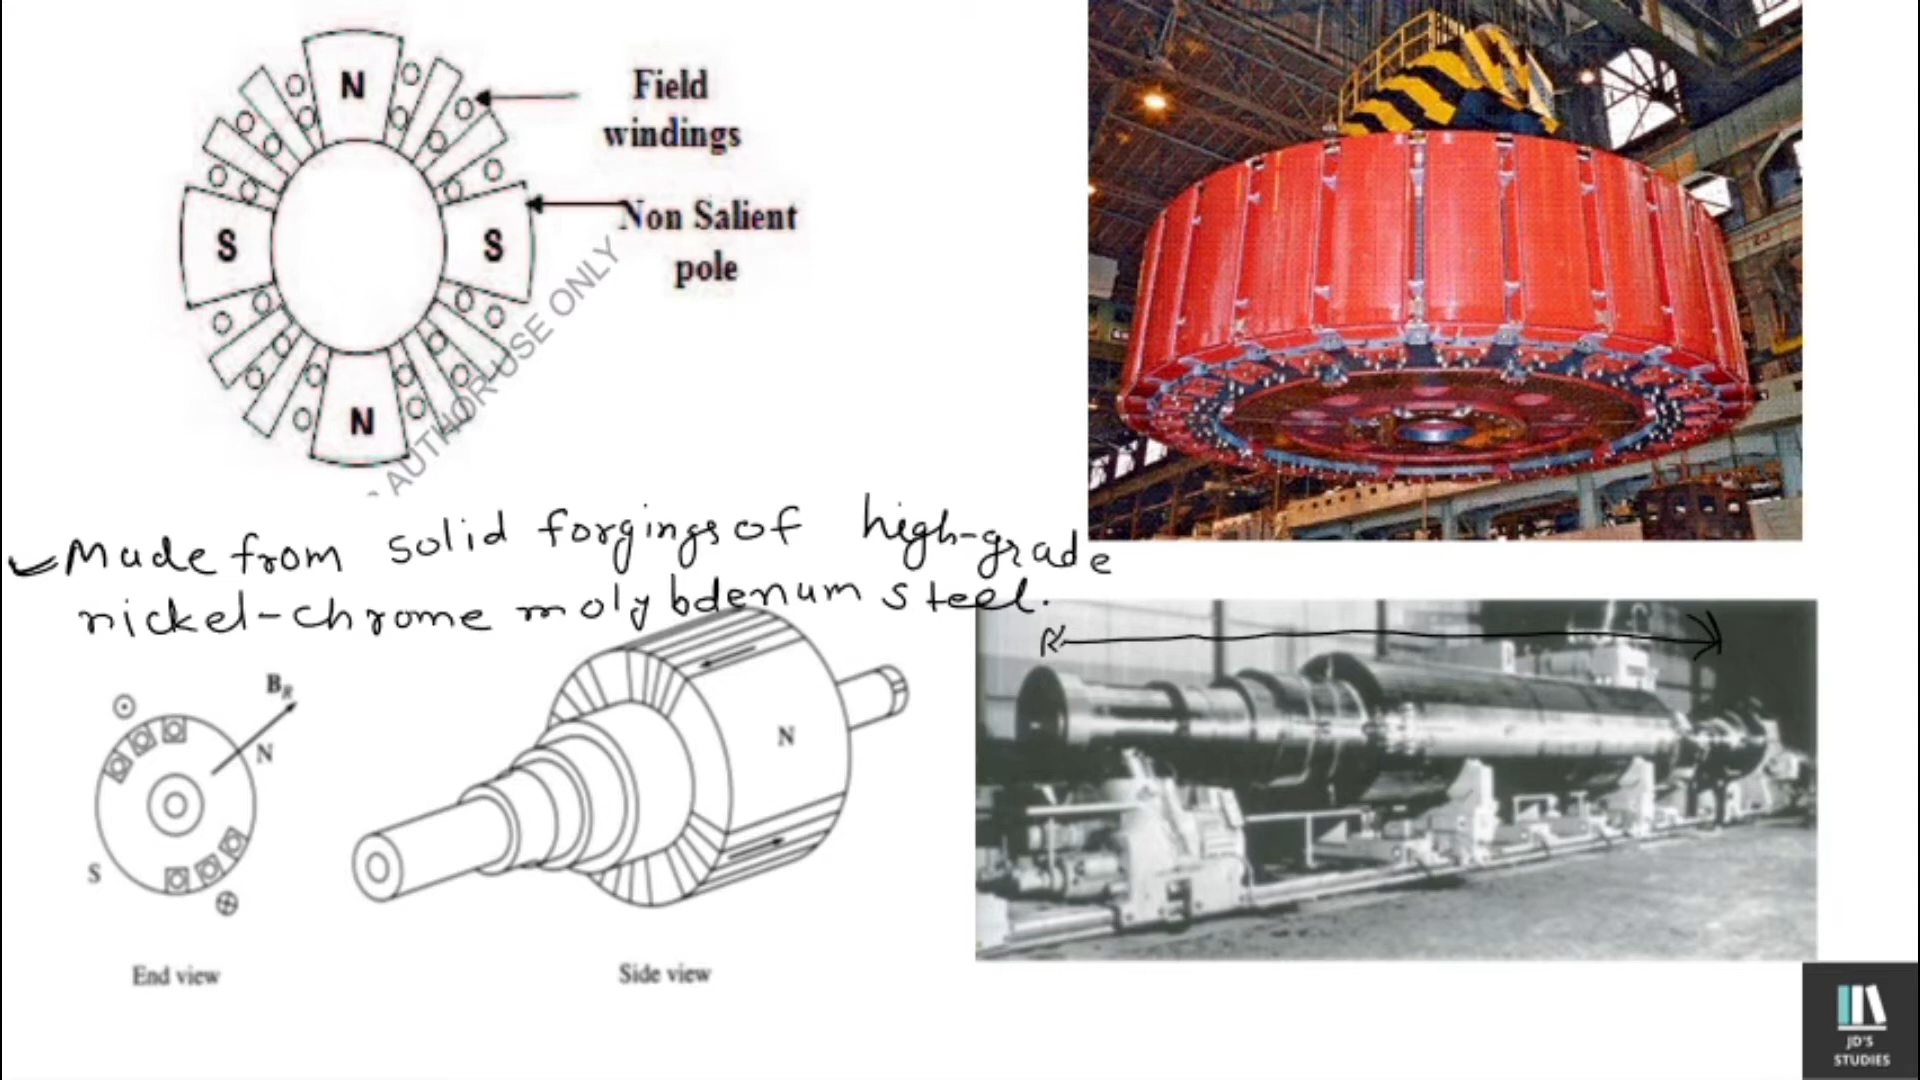 N
Field
windings
S
S
Non Salient
pole
N
AUTHOR USE ONLY
Made from solid forgings of high-grade
nickel-chrome molybdenum steel.
B_R
N
S
N
End view
Side view
JD'S
STUDIES